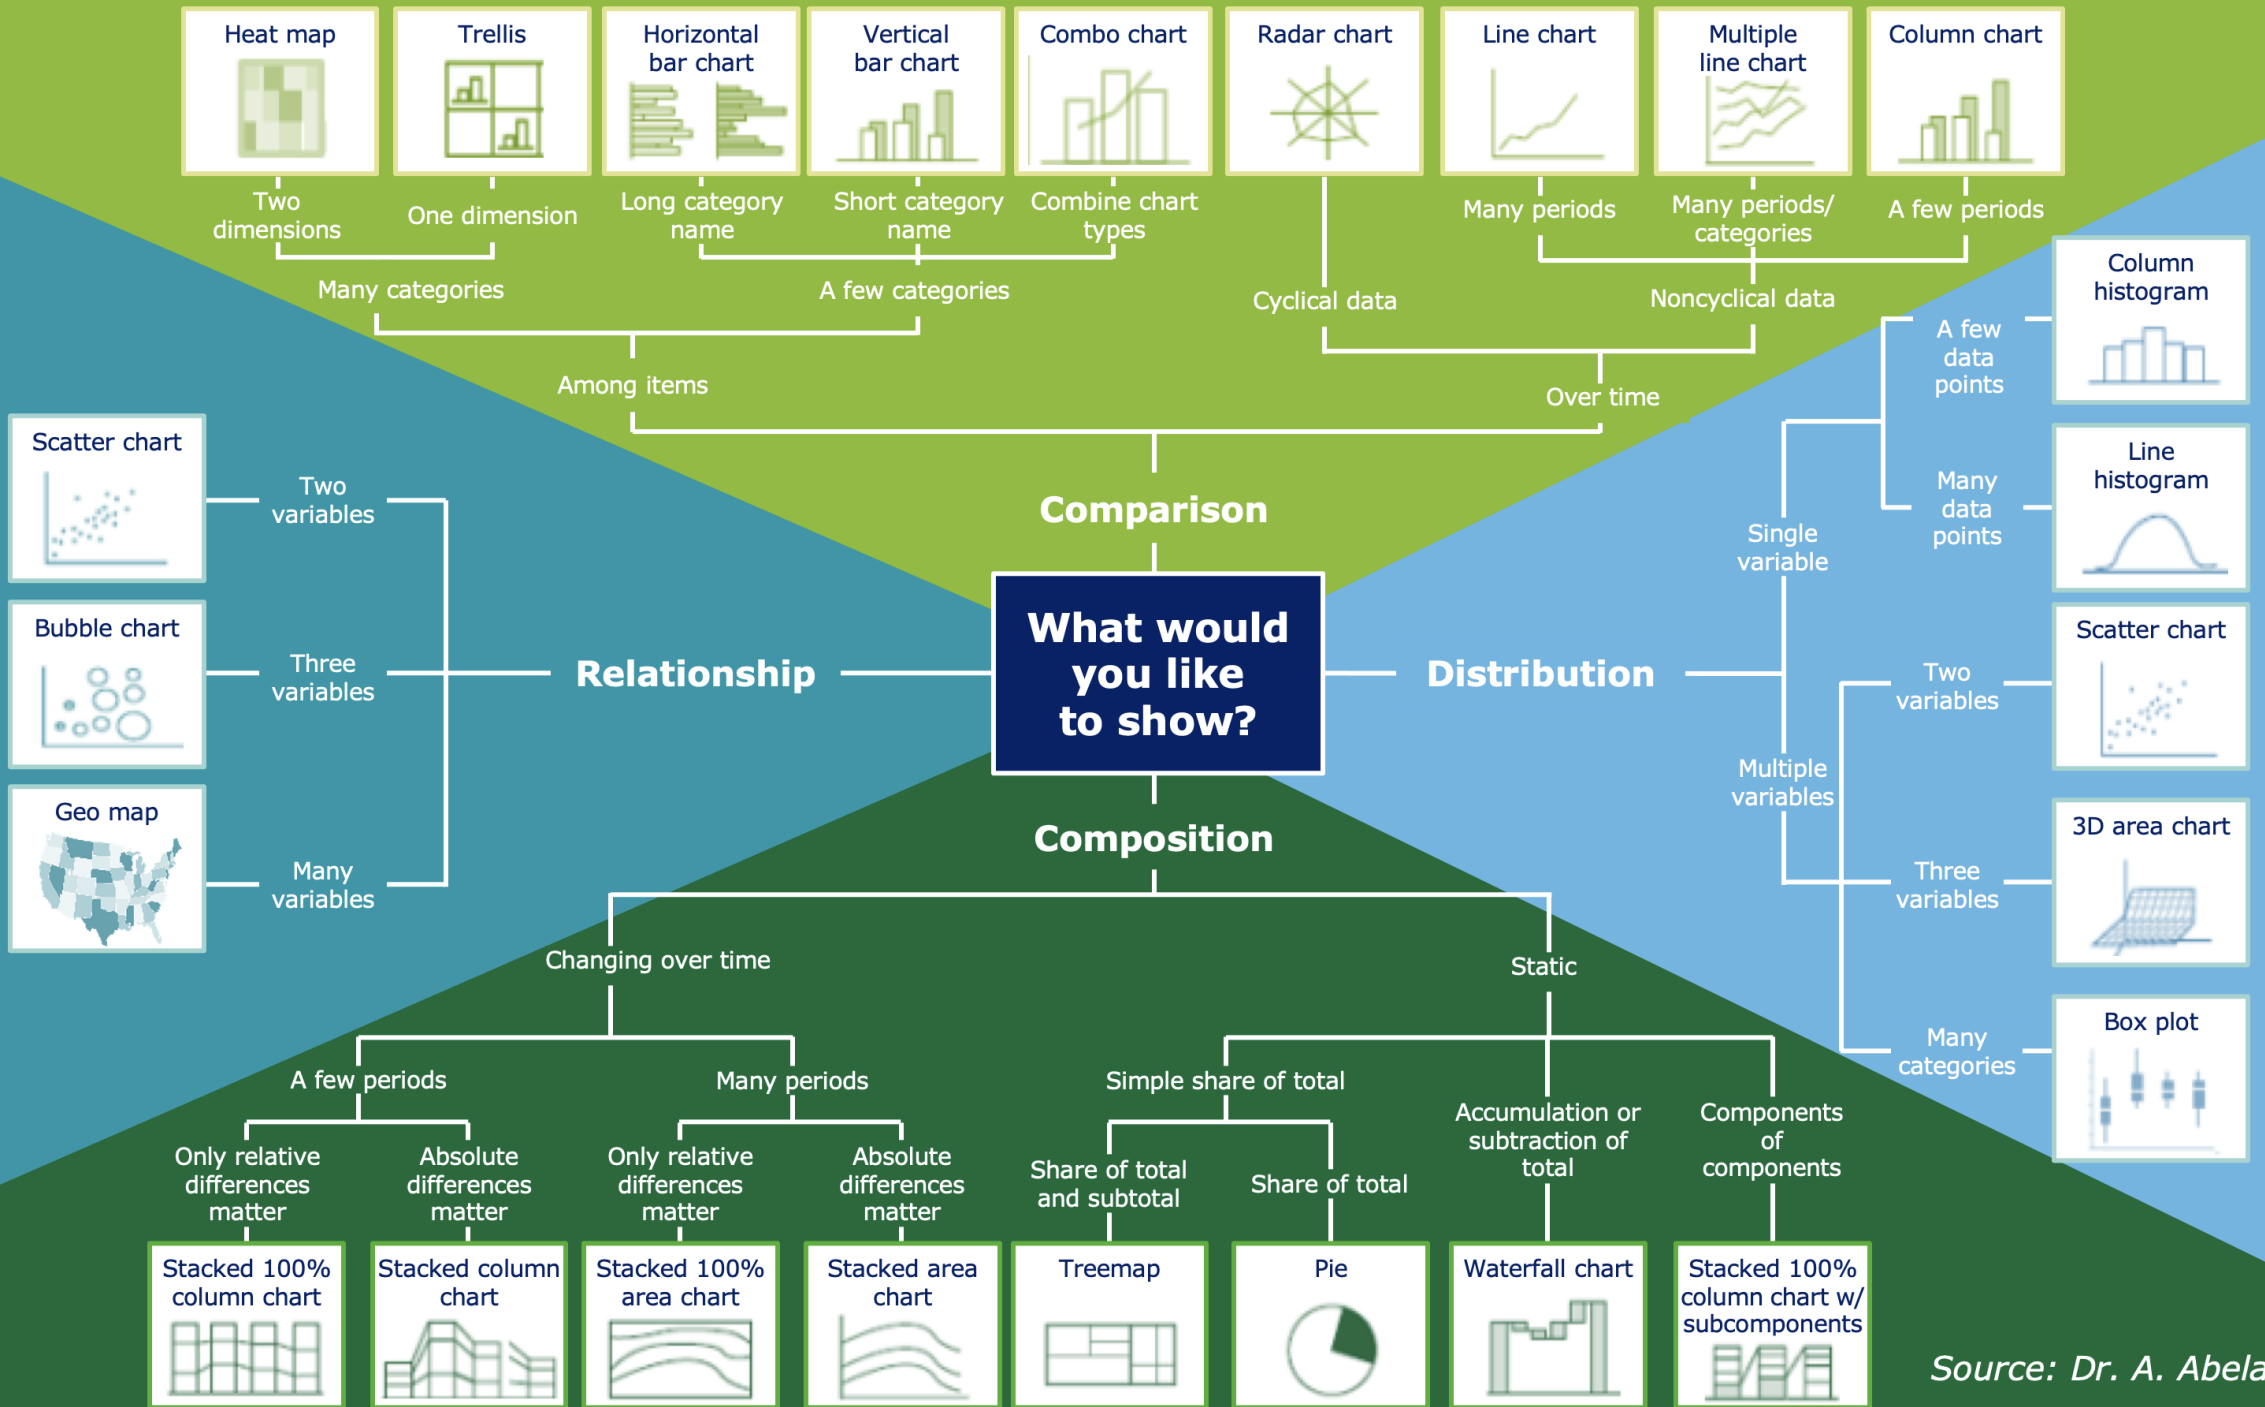 Heat map
Trellis
Horizontal
bar chart
Vertical
bar chart
Combo chart
Radar chart
Line chart
Multiple
line chart
Column chart
Two
dimensions
One dimension
Long category
name
Short category
name
Combine chart
types
Many periods
Many periods/
categories
A few periods
Many categories
A few categories
Cyclical data
Noncyclical data
Among items
Over time
Comparison
What would
you like
to show?
Relationship
Two
variables
Scatter chart
Three
variables
Bubble chart
Many
variables
Geo map
Distribution
Single
variable
A few
data
points
Column
histogram
Many
data
points
Line
histogram
Multiple
variables
Two
variables
Scatter chart
Three
variables
3D area chart
Many
categories
Box plot
Composition
Changing over time
Static
A few periods
Many periods
Simple share of total
Accumulation or
subtraction of
total
Components
of
components
Only relative
differences
matter
Absolute
differences
matter
Only relative
differences
matter
Absolute
differences
matter
Share of total
and subtotal
Share of total
Stacked 100%
column chart
Stacked column
chart
Stacked 100%
area chart
Stacked area
chart
Treemap
Pie
Waterfall chart
Stacked 100%
column chart w/
subcomponents
Source: Dr. A. Abela